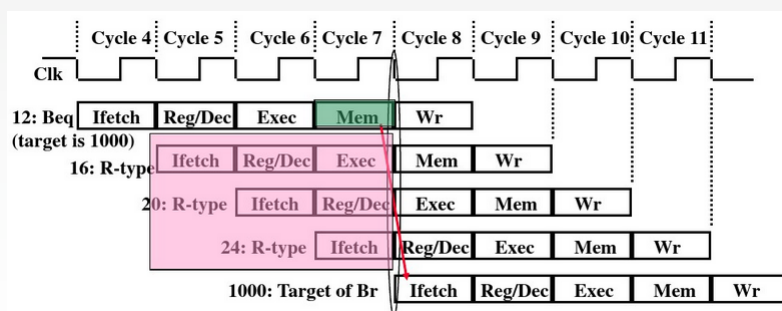 Cycle 4 Cycle 5 Cycle 6 Cycle 7 Cycle 8 Cycle 9 Cycle 10 Cycle 11
Clk
12: Beq Ifetch Reg/Dec Exec Mem Wr
(target is 1000)
16: R-type Ifetch Reg/Dec Exec Mem Wr
20: R-type Ifetch Reg/Dec Exec Mem Wr
24: R-type Ifetch Reg/Dec Exec Mem Wr
1000: Target of Br Ifetch Reg/Dec Exec Mem Wr